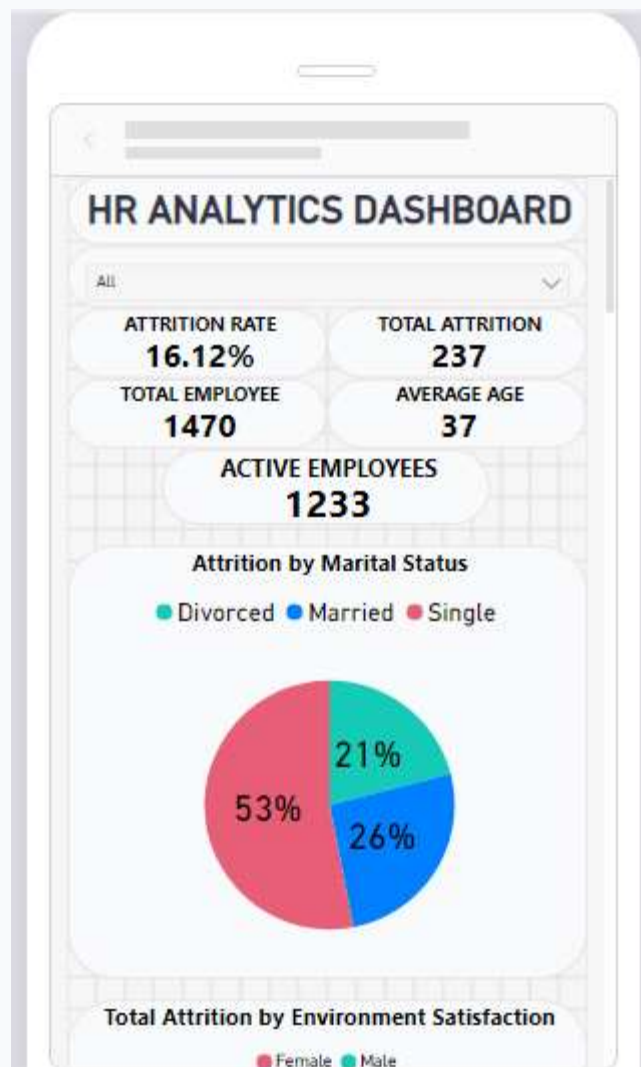 HR ANALYTICS DASHBOARD
All
ATTRITION RATE
16.12%
TOTAL ATTRITION
237
TOTAL EMPLOYEE
1470
AVERAGE AGE
37
ACTIVE EMPLOYEES
1233
Attrition by Marital Status
Divorced Married Single
21%
53%
26%
Total Attrition by Environment Satisfaction
Female Male